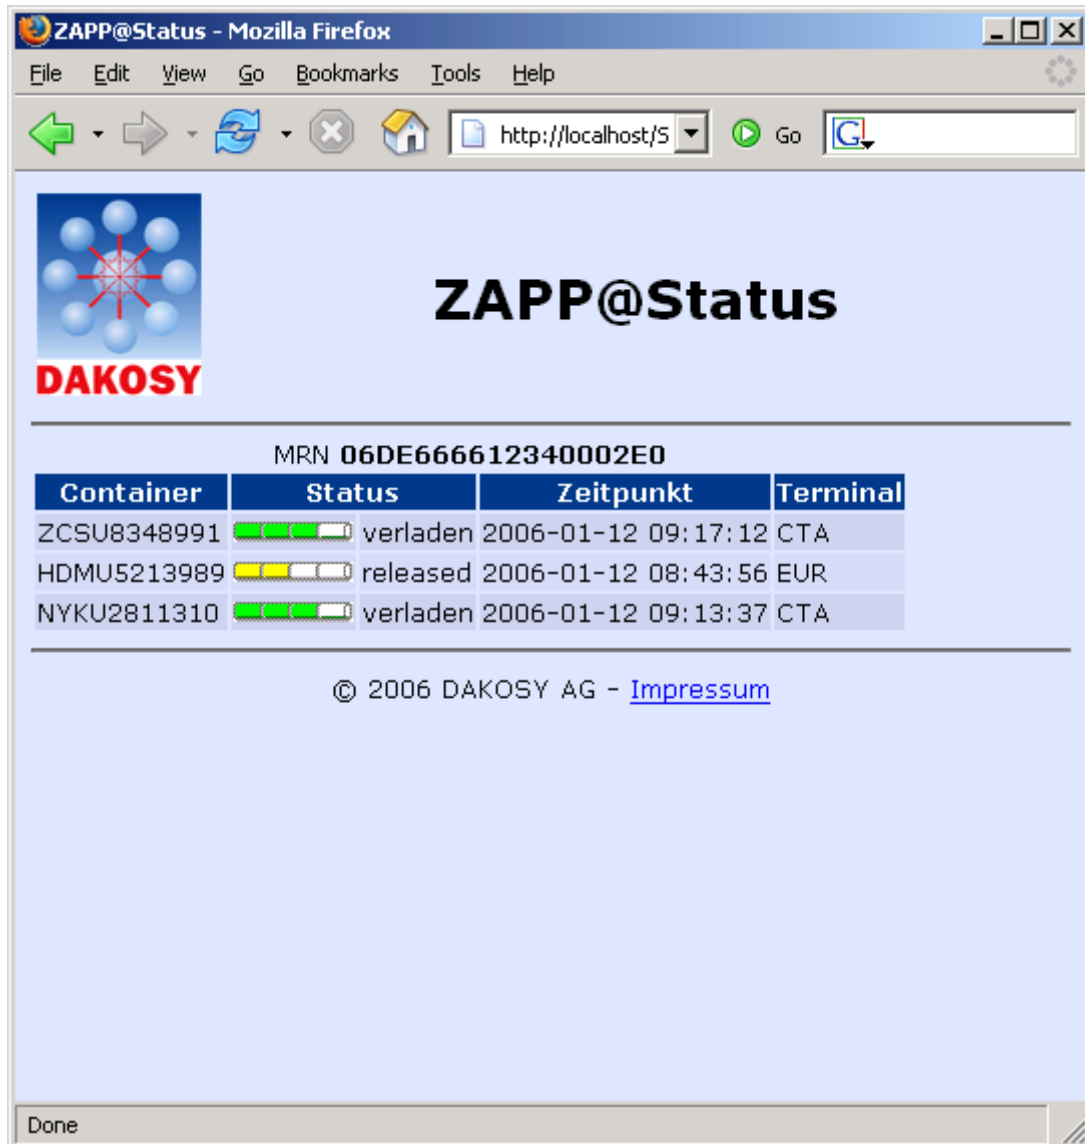 ZAPP@Status - Mozilla Firefox
File Edit View Go Bookmarks Tools Help
http://localhost/S Go G
DAKOSY
ZAPP@Status
MRN 06DE666612340002E0
Container Status Zeitpunkt Terminal
ZCSU8348991 verladen 2006-01-12 09:17:12 CTA
HDMU5213989 released 2006-01-12 08:43:56 EUR
NYKU2811310 verladen 2006-01-12 09:13:37 CTA
© 2006 DAKOSY AG - Impressum
Done